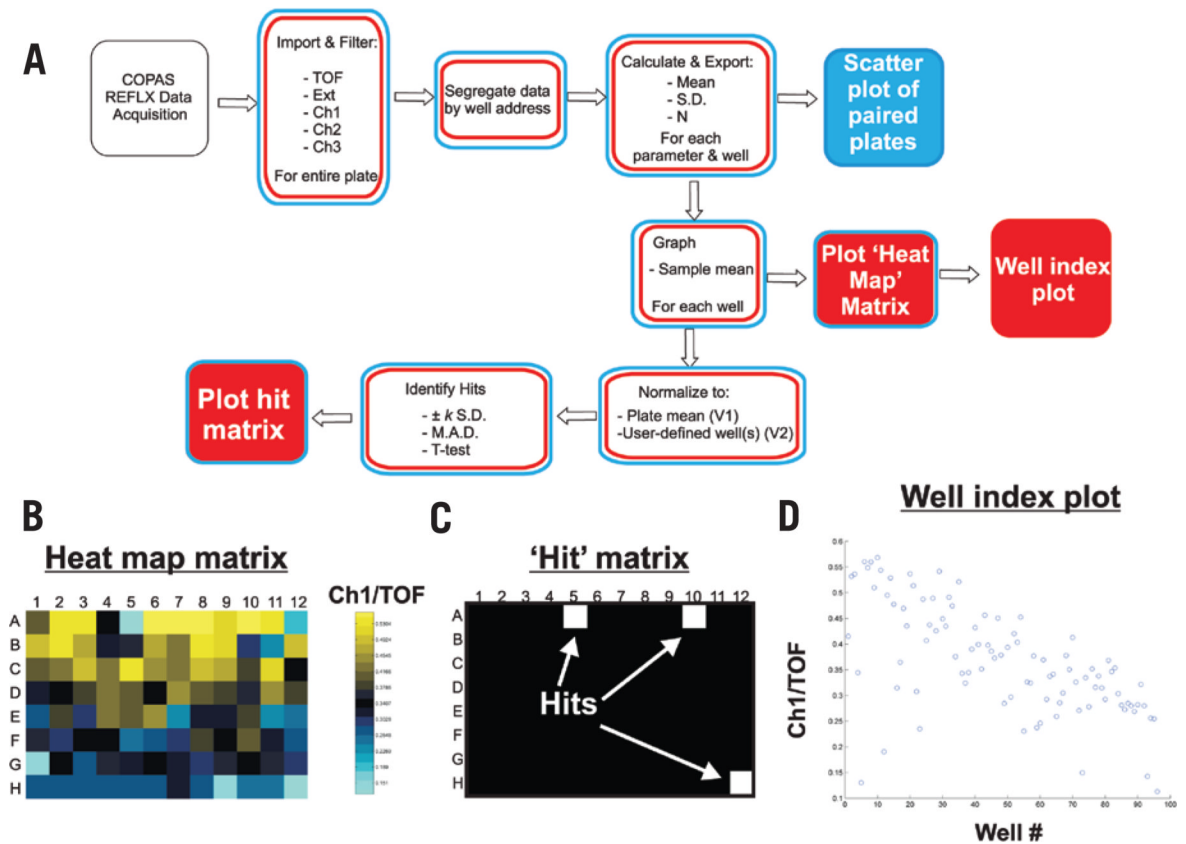 A
COPAS
REFLX Data
Acquisition
Import & Filter:
- TOF
- Ext
- Ch1
- Ch2
- Ch3
For entire plate
Segregate data
by well address
Calculate & Export:
- Mean
- S.D.
- N
For each
parameter & well
Scatter
plot of
paired
plates
Graph
- Sample mean
For each well
Plot ‘Heat
Map’
Matrix
Well index
plot
Normalize to:
- Plate mean (V1)
-User-defined well(s) (V2)
Identify Hits
- ± k S.D.
- M.A.D.
- T-test
Plot hit
matrix
B
Heat map matrix
1 2 3 4 5 6 7 8 9 10 11 12
A
B
C
D
E
F
G
H
Ch1/TOF
C
‘Hit’ matrix
1 2 3 4 5 6 7 8 9 10 11 12
A
B
C
D
E
F
G
H
Hits
D
Well index plot
Ch1/TOF
0.6
0.55
0.5
0.45
0.4
0.35
0.3
0.25
0.2
0.15
0.1
0 10 20 30 40 50 60 70 80 90 100
Well #